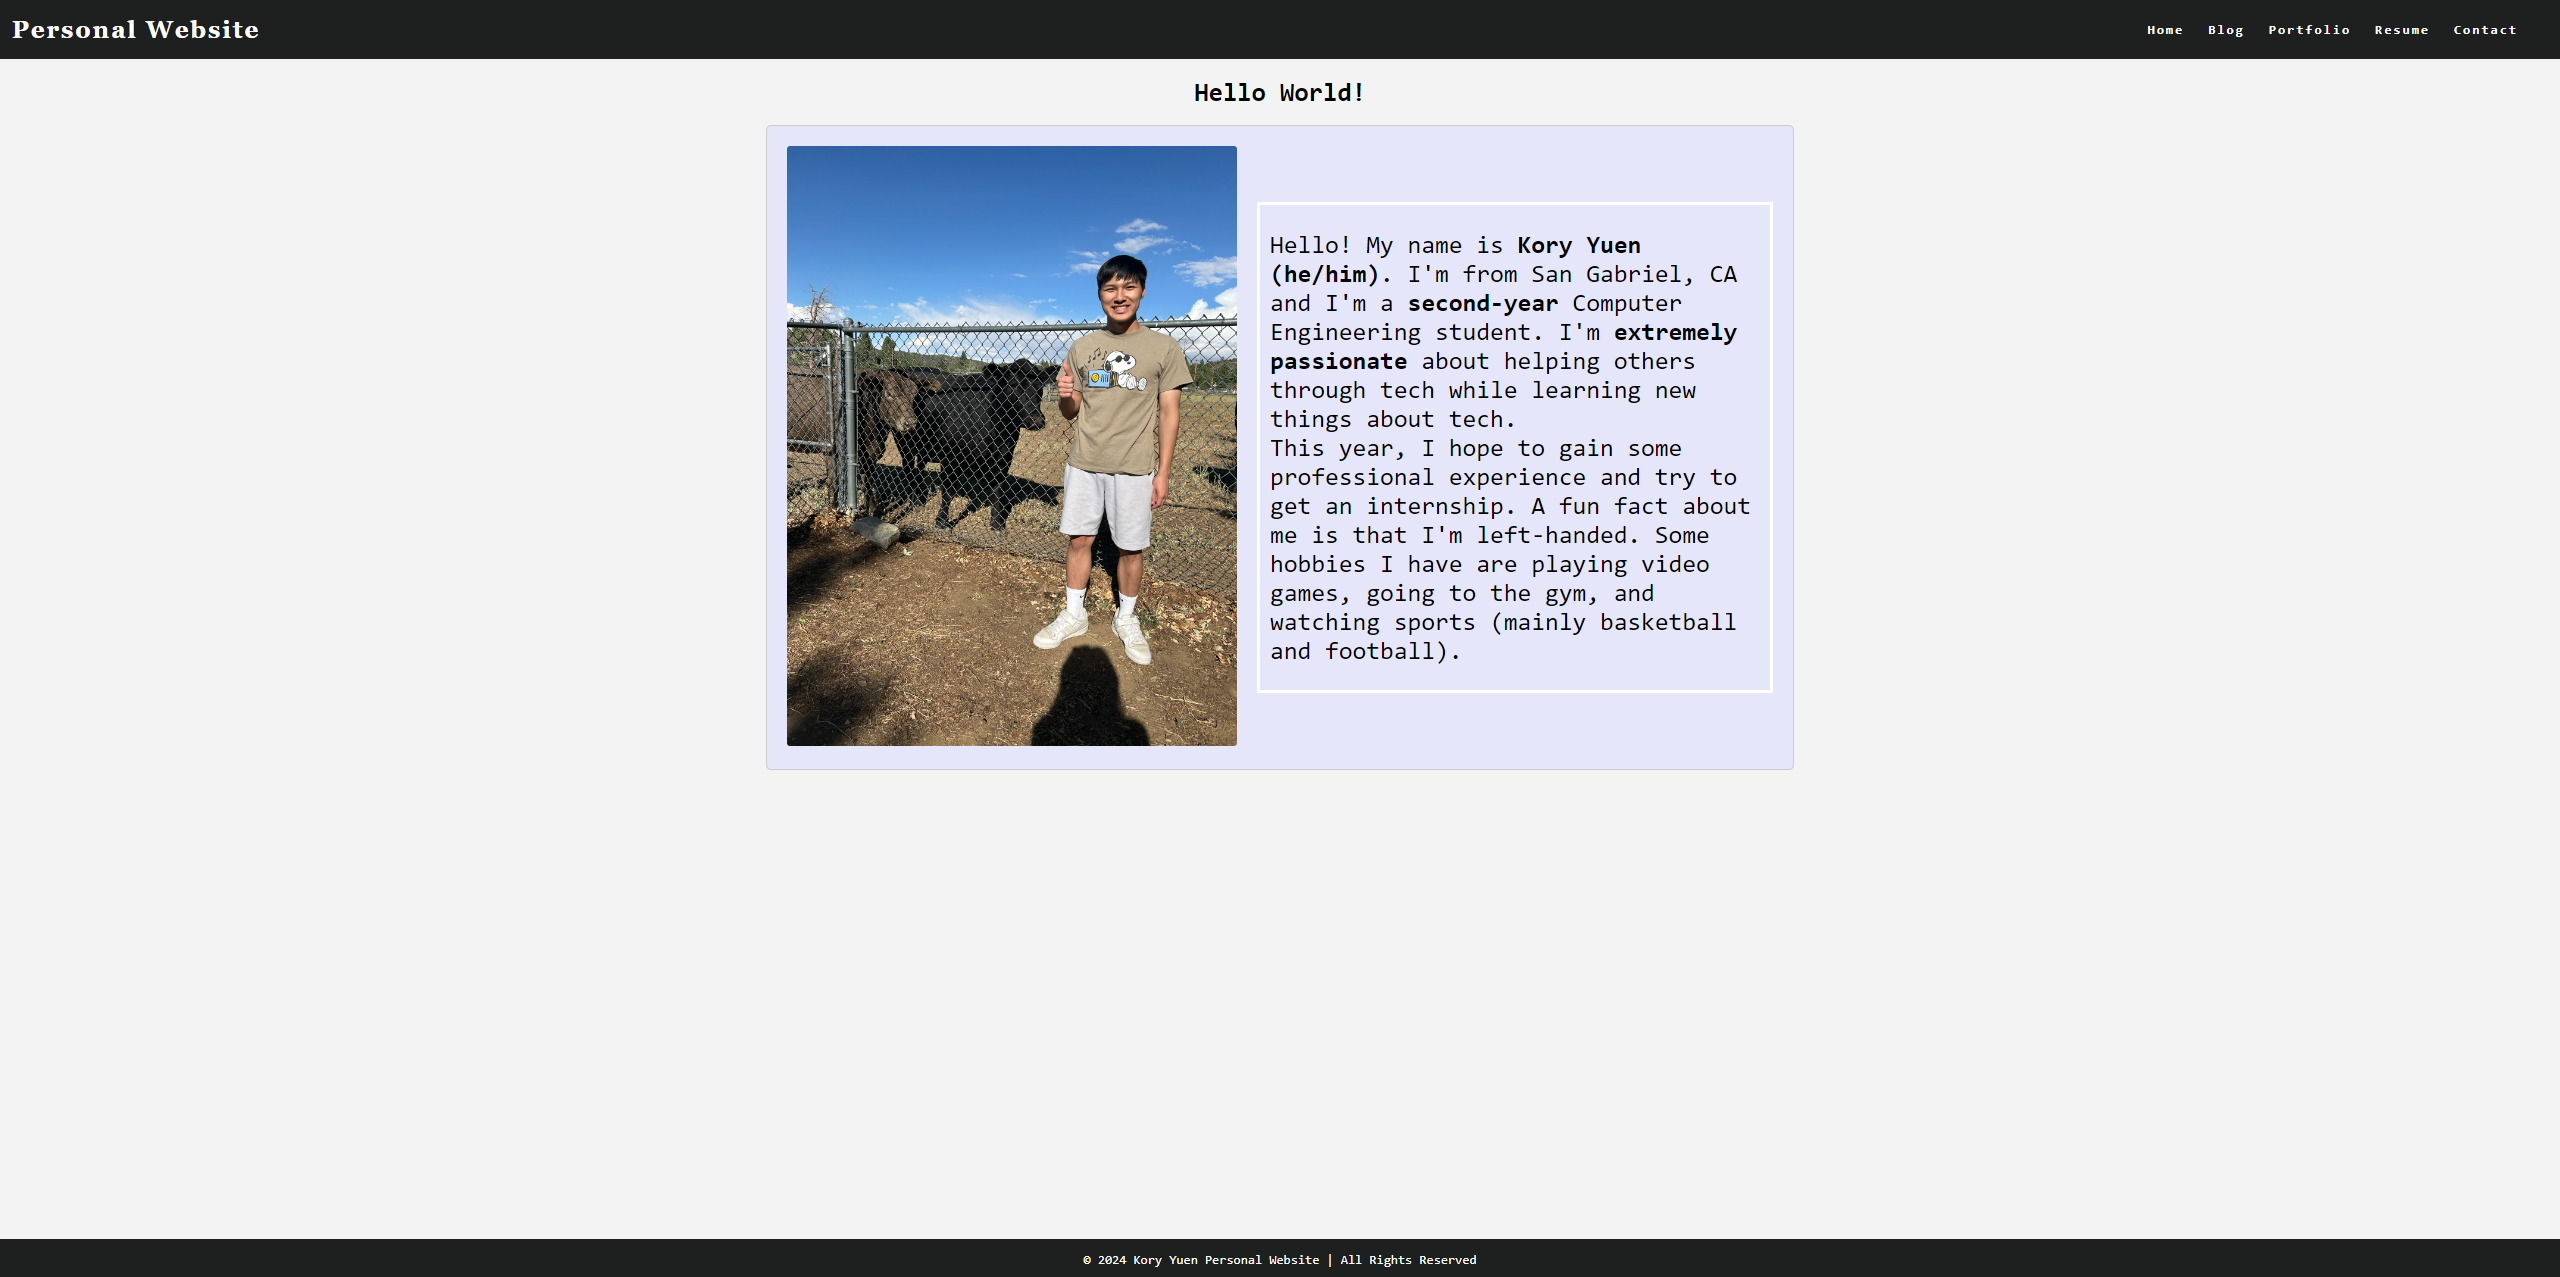 Personal Website
Home Blog Portfolio Resume Contact
Hello World!
Hello! My name is Kory Yuen
(he/him). I'm from San Gabriel, CA
and I'm a second-year Computer
Engineering student. I'm extremely
passionate about helping others
through tech while learning new
things about tech.
This year, I hope to gain some
professional experience and try to
get an internship. A fun fact about
me is that I'm left-handed. Some
hobbies I have are playing video
games, going to the gym, and
watching sports (mainly basketball
and football).
© 2024 Kory Yuen Personal Website | All Rights Reserved